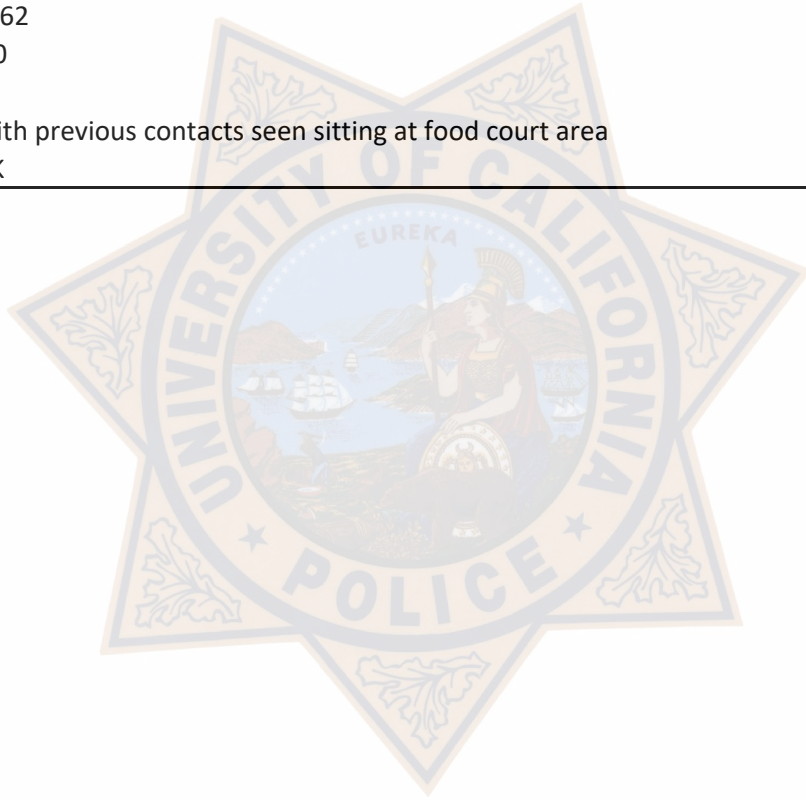 62
0
ith previous contacts seen sitting at food court area
K
UNIVERSITY OF CALIFORNIA
EUREKA
POLICE